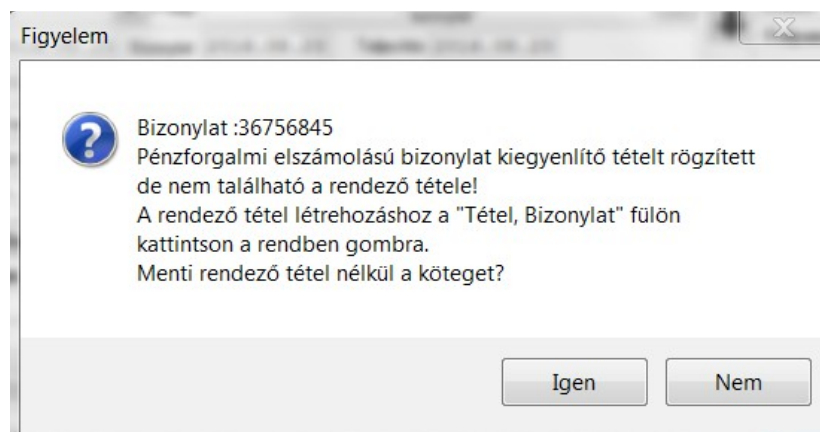 Figyelem
Bizonylat :36756845
Pénzforgalmi elszámolású bizonylat kiegyenlítő tételt rögzített
de nem található a rendező tétele!
A rendező tétel létrehozáshoz a "Tétel, Bizonylat" fülön
kattintson a rendben gombra.
Menti rendező tétel nélkül a köteget?
Igen
Nem